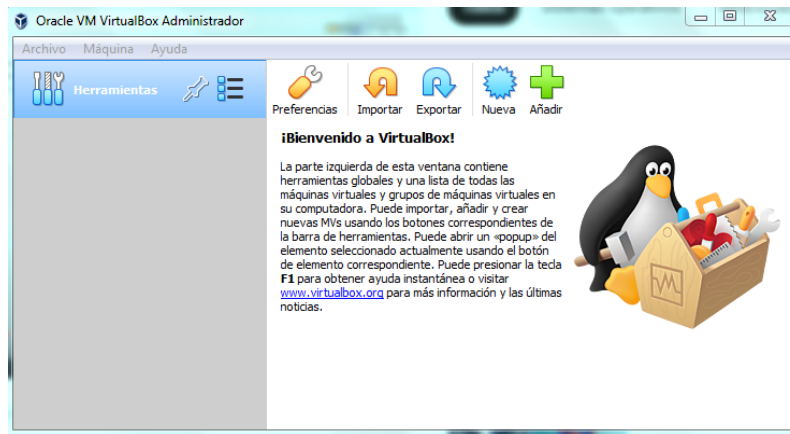 Oracle VM VirtualBox Administrador
Archivo Máquina Ayuda
Herramientas
Preferencias Importar Exportar Nueva Añadir
¡Bienvenido a VirtualBox!
La parte izquierda de esta ventana contiene
herramientas globales y una lista de todas las
máquinas virtuales y grupos de máquinas virtuales en
su computadora. Puede importar, añadir y crear
nuevas MVs usando los botones correspondientes de
la barra de herramientas. Puede abrir un «popup» del
elemento seleccionado actualmente usando el botón
de elemento correspondiente. Puede presionar la tecla
F1 para obtener ayuda instantánea o visitar
www.virtualbox.org para más información y las últimas
noticias.